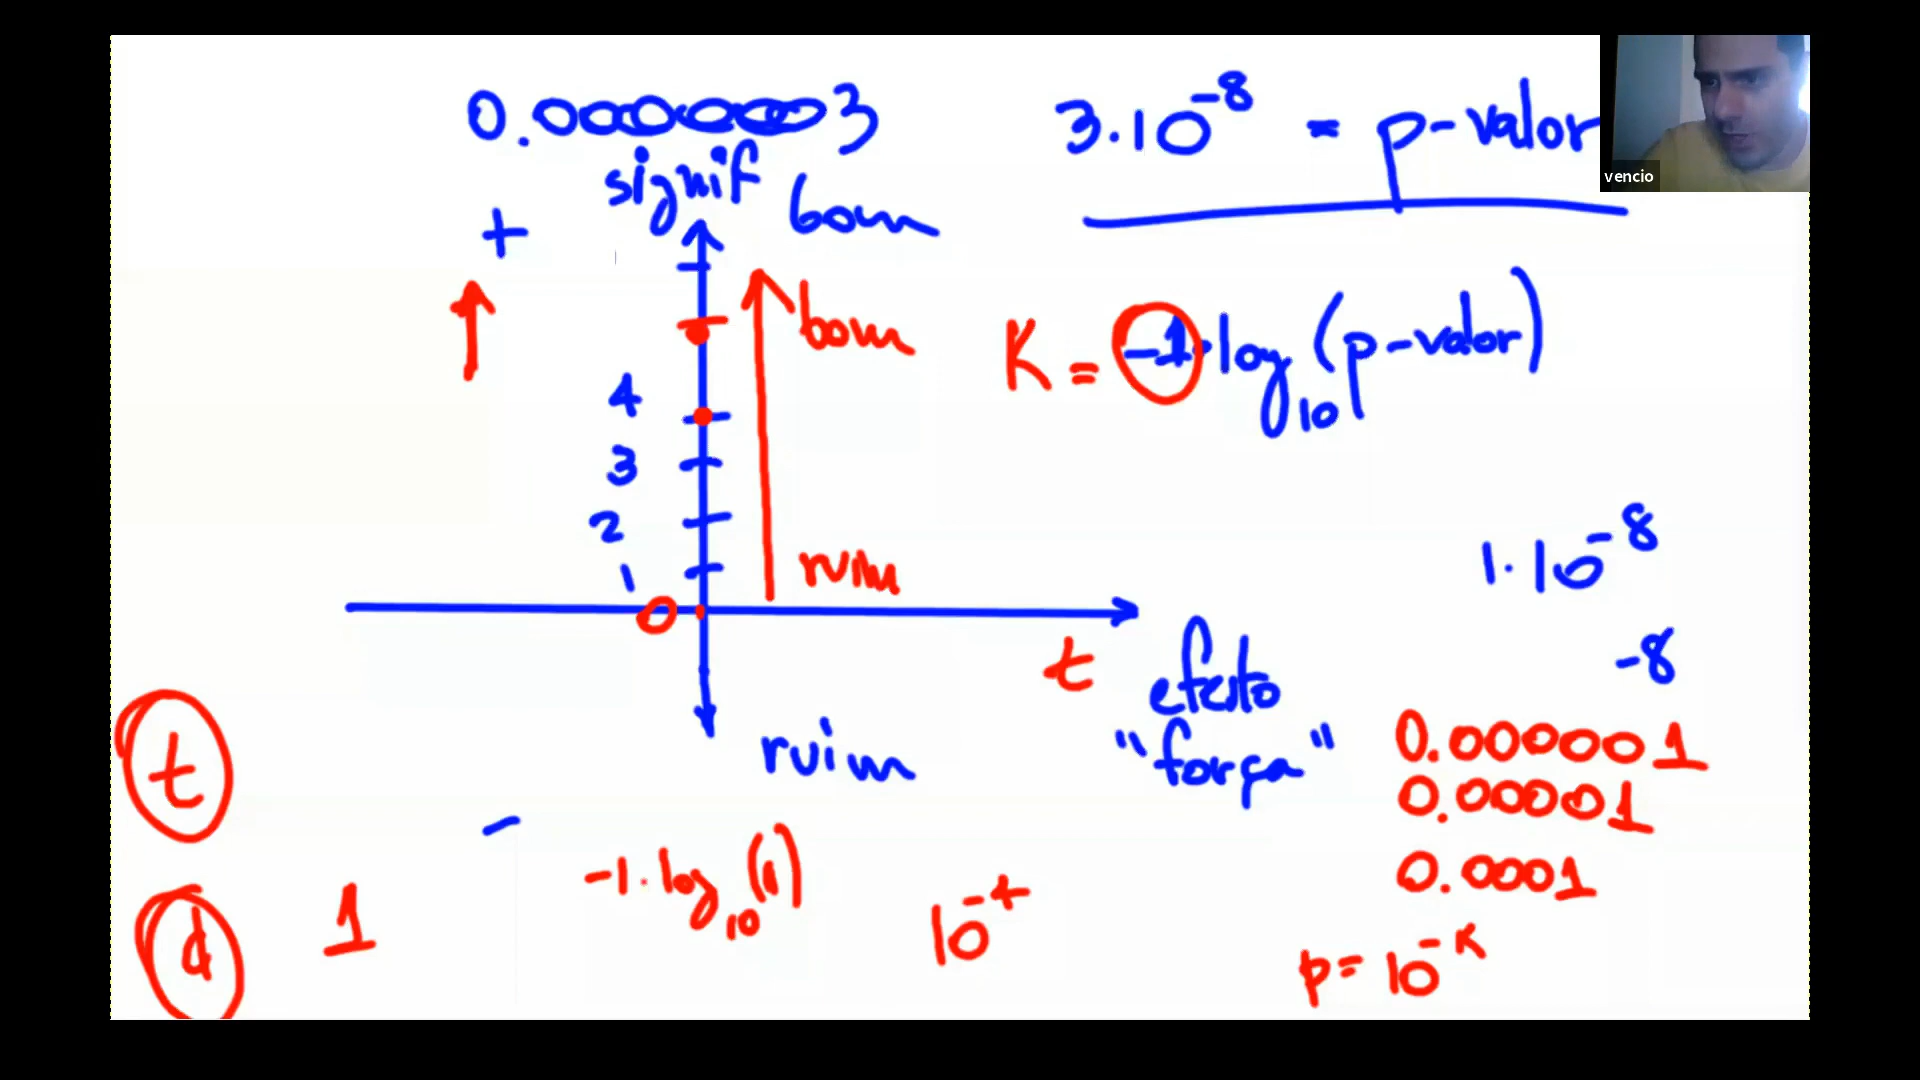 0.00000003
3.10⁻⁸ = p-valor
vencio
signif bom
+
bom
K = -1·log₁₀(p-valor)
4
3
2
1
ruim
0
1·10⁻⁸
t
efeito
"força"
-8
ruim
t
0.000001
0.00001
0.0001
-
-1·log₁₀(1)
10⁻⁴
d
1
p=10⁻ᴷ